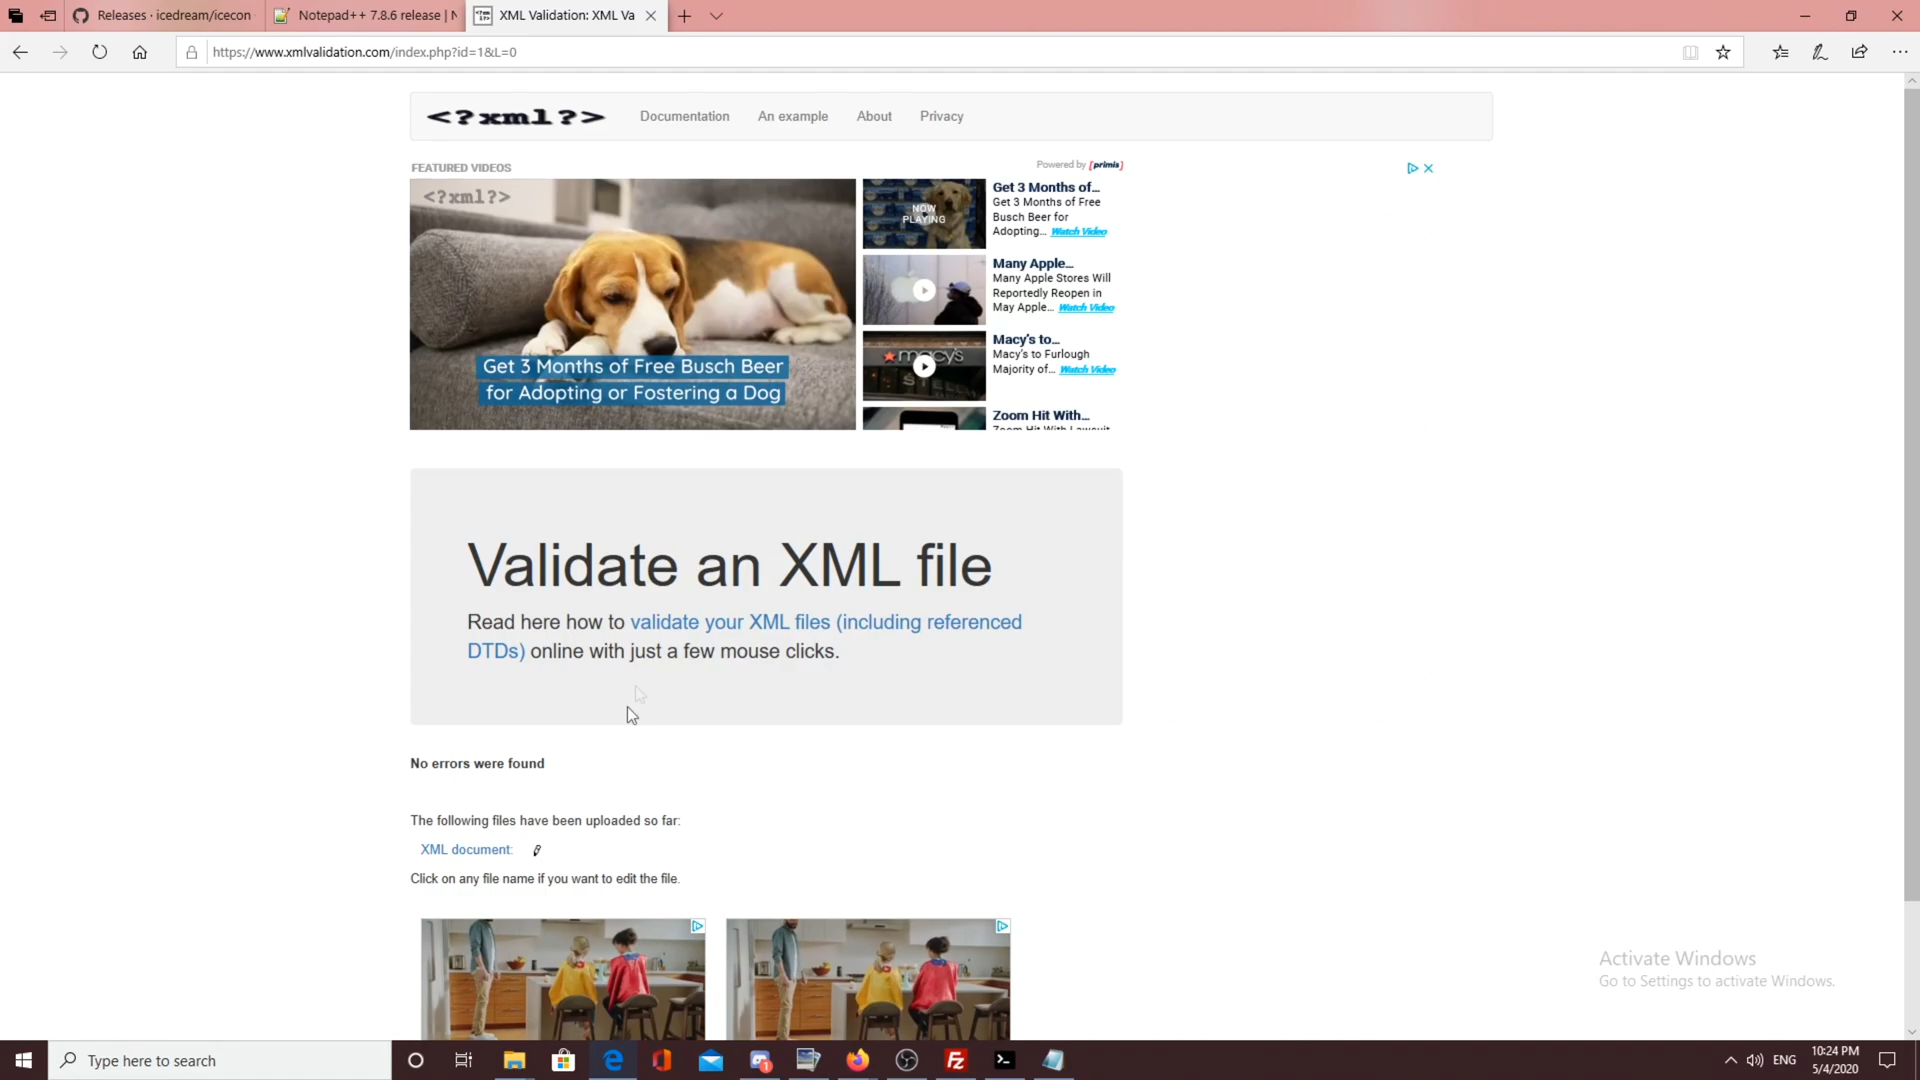 Releases · icedream/icecon
Notepad++ 7.8.6 release | N
XML Validation: XML Va
https://www.xmlvalidation.com/index.php?id=1&L=0
<?xml?>
Documentation
An example
About
Privacy
FEATURED VIDEOS
Powered by [primis]
<?xml?>
Get 3 Months of Free Busch Beer
for Adopting or Fostering a Dog
NOW
PLAYING
Get 3 Months of...
Get 3 Months of Free
Busch Beer for
Adopting... Watch Video
Many Apple...
Many Apple Stores Will
Reportedly Reopen in
May Apple... Watch Video
macy's
Macy's to...
Macy's to Furlough
Majority of... Watch Video
Zoom Hit With...
Zoom Hit With Lawsuit
Validate an XML file
Read here how to validate your XML files (including referenced
DTDs) online with just a few mouse clicks.
No errors were found
The following files have been uploaded so far:
XML document:
Click on any file name if you want to edit the file.
Activate Windows
Go to Settings to activate Windows.
Type here to search
1
ENG
10:24 PM
5/4/2020